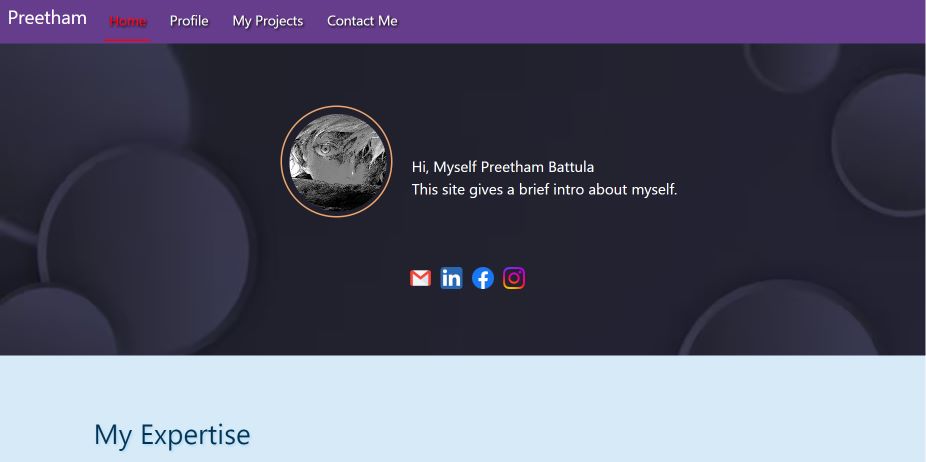 Preetham
Home Profile My Projects Contact Me
Hi, Myself Preetham Battula
This site gives a brief intro about myself.
in
My Expertise